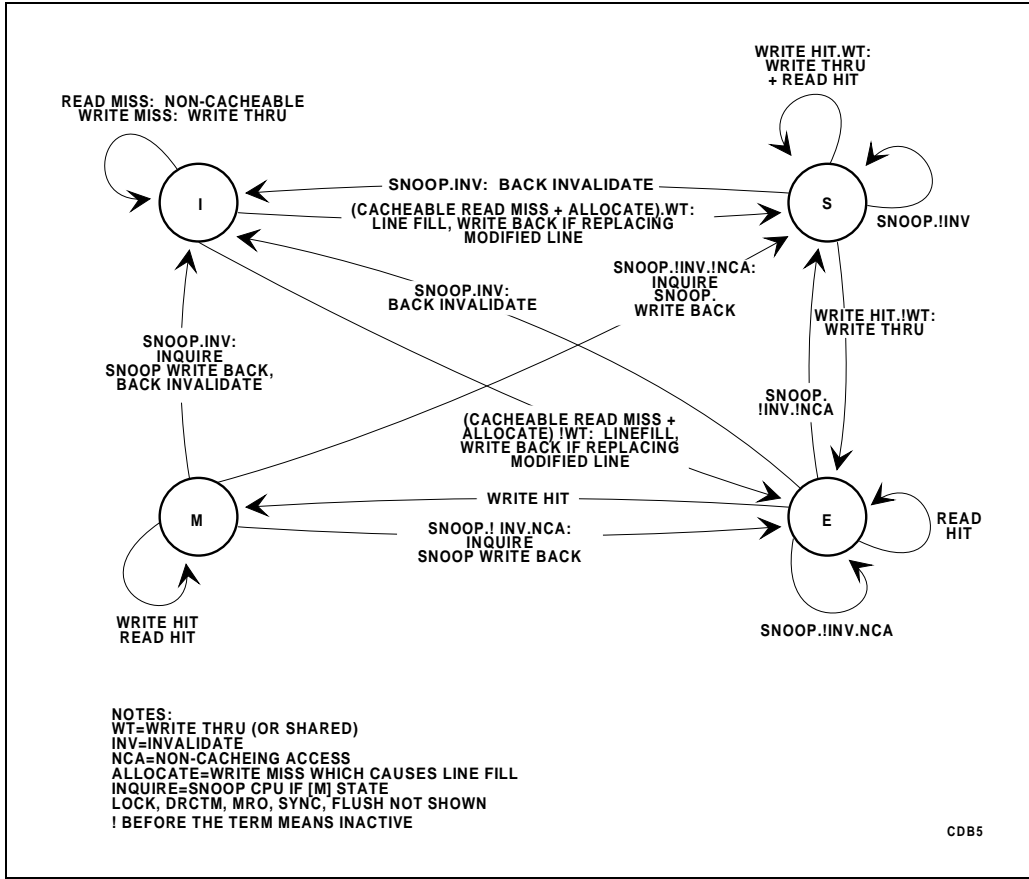 WRITE HIT.WT:
WRITE THRU
+ READ HIT
READ MISS:  NON-CACHEABLE
WRITE MISS:  WRITE THRU
I
SNOOP.INV:  BACK INVALIDATE
S
(CACHEABLE READ MISS + ALLOCATE).WT:
LINE FILL, WRITE BACK IF REPLACING
MODIFIED LINE
SNOOP.!INV
SNOOP.!INV.!NCA:
INQUIRE
SNOOP.
WRITE BACK
SNOOP.INV:
BACK INVALIDATE
WRITE HIT.!WT:
WRITE THRU
SNOOP.INV:
INQUIRE
SNOOP WRITE BACK,
BACK INVALIDATE
SNOOP.
!INV.!NCA
(CACHEABLE READ MISS +
ALLOCATE) !WT:  LINEFILL,
WRITE BACK IF REPLACING
MODIFIED LINE
M
WRITE HIT
E
SNOOP.! INV.NCA:
INQUIRE
SNOOP WRITE BACK
READ
HIT
WRITE HIT
READ HIT
SNOOP.!INV.NCA
NOTES:
WT=WRITE THRU (OR SHARED)
INV=INVALIDATE
NCA=NON-CACHEING ACCESS
ALLOCATE=WRITE MISS WHICH CAUSES LINE FILL
INQUIRE=SNOOP CPU IF [M] STATE
LOCK, DRCTM, MRO, SYNC, FLUSH NOT SHOWN
! BEFORE THE TERM MEANS INACTIVE
CDB5